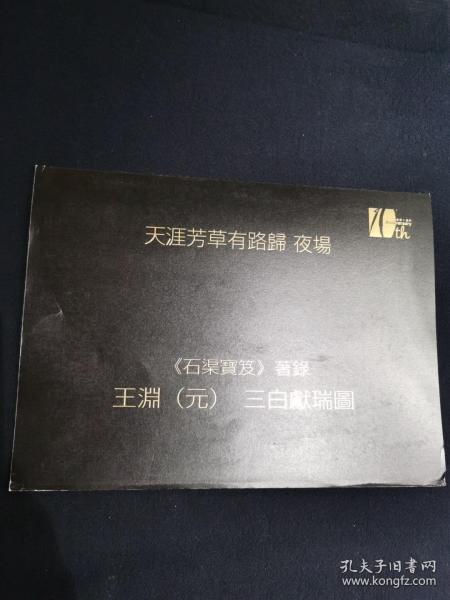 10th
天涯芳草有路歸 夜場
《石渠寶笈》著錄
王淵（元） 三白獻瑞圖
孔夫子旧书网
www.kongfz.com